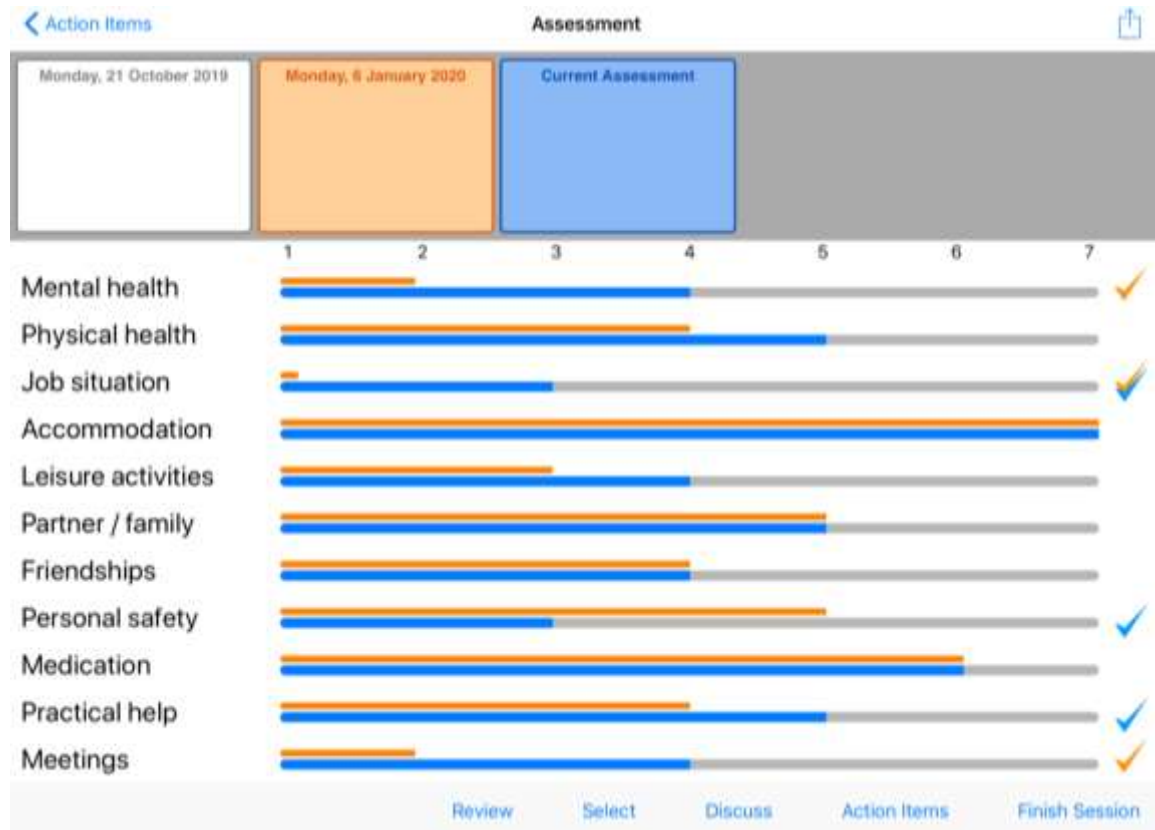 Action Items
Assessment
Monday, 21 October 2019
Monday, 6 January 2020
Current Assessment
1 2 3 4 5 6 7
Mental health
Physical health
Job situation
Accommodation
Leisure activities
Partner / family
Friendships
Personal safety
Medication
Practical help
Meetings
Review Select Discuss Action Items Finish Session